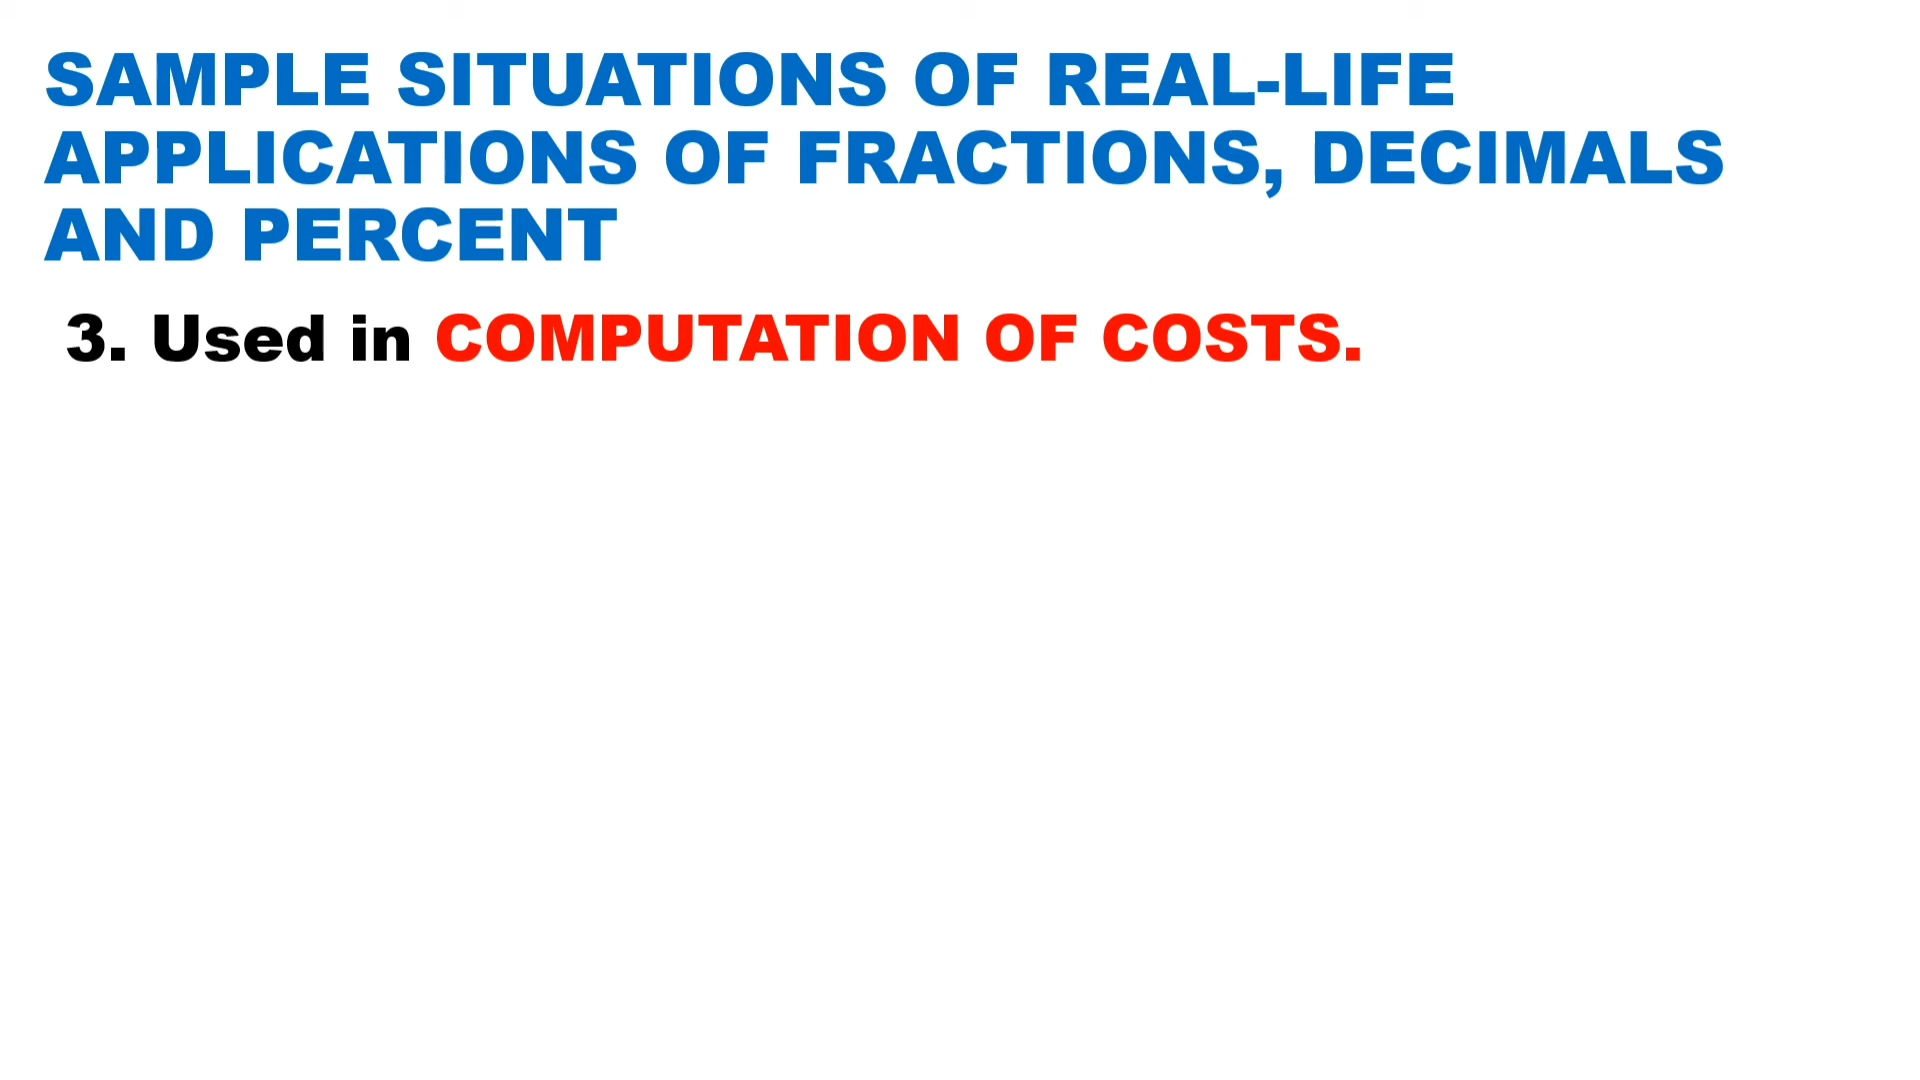 SAMPLE SITUATIONS OF REAL-LIFE
APPLICATIONS OF FRACTIONS, DECIMALS
AND PERCENT
3. Used in COMPUTATION OF COSTS.